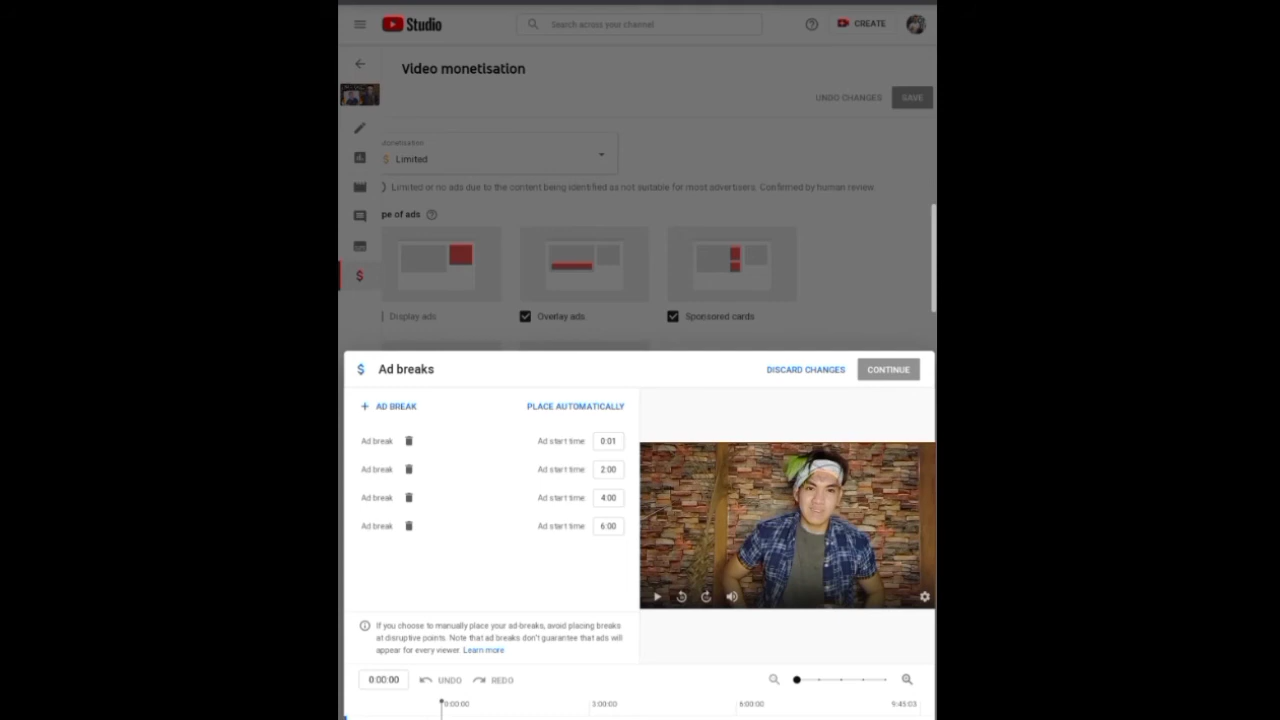 Studio
Search across your channel
CREATE
Video monetisation
UNDO CHANGES
SAVE
Monetisation
$ Limited
Limited or no ads due to the content being identified as not suitable for most advertisers. Confirmed by human review.
pe of ads
Display ads
Overlay ads
Sponsored cards
$ Ad breaks
DISCARD CHANGES
CONTINUE
+ AD BREAK
PLACE AUTOMATICALLY
Ad break
Ad start time 0:01
Ad break
Ad start time 2:00
Ad break
Ad start time 4:00
Ad break
Ad start time 6:00
If you choose to manually place your ad-breaks, avoid placing breaks
at disruptive points. Note that ad breaks don't guarantee that ads will
appear for every viewer. Learn more
0:00:00
UNDO
REDO
0:00:00
3:00:00
6:00:00
9:45:03